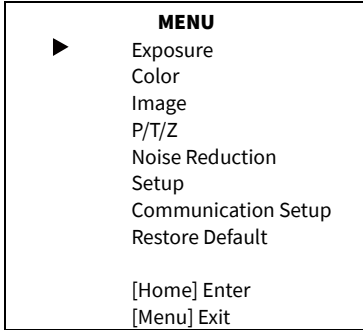 MENU
Exposure
Color
Image
P/T/Z
Noise Reduction
Setup
Communication Setup
Restore Default
[Home] Enter
[Menu] Exit